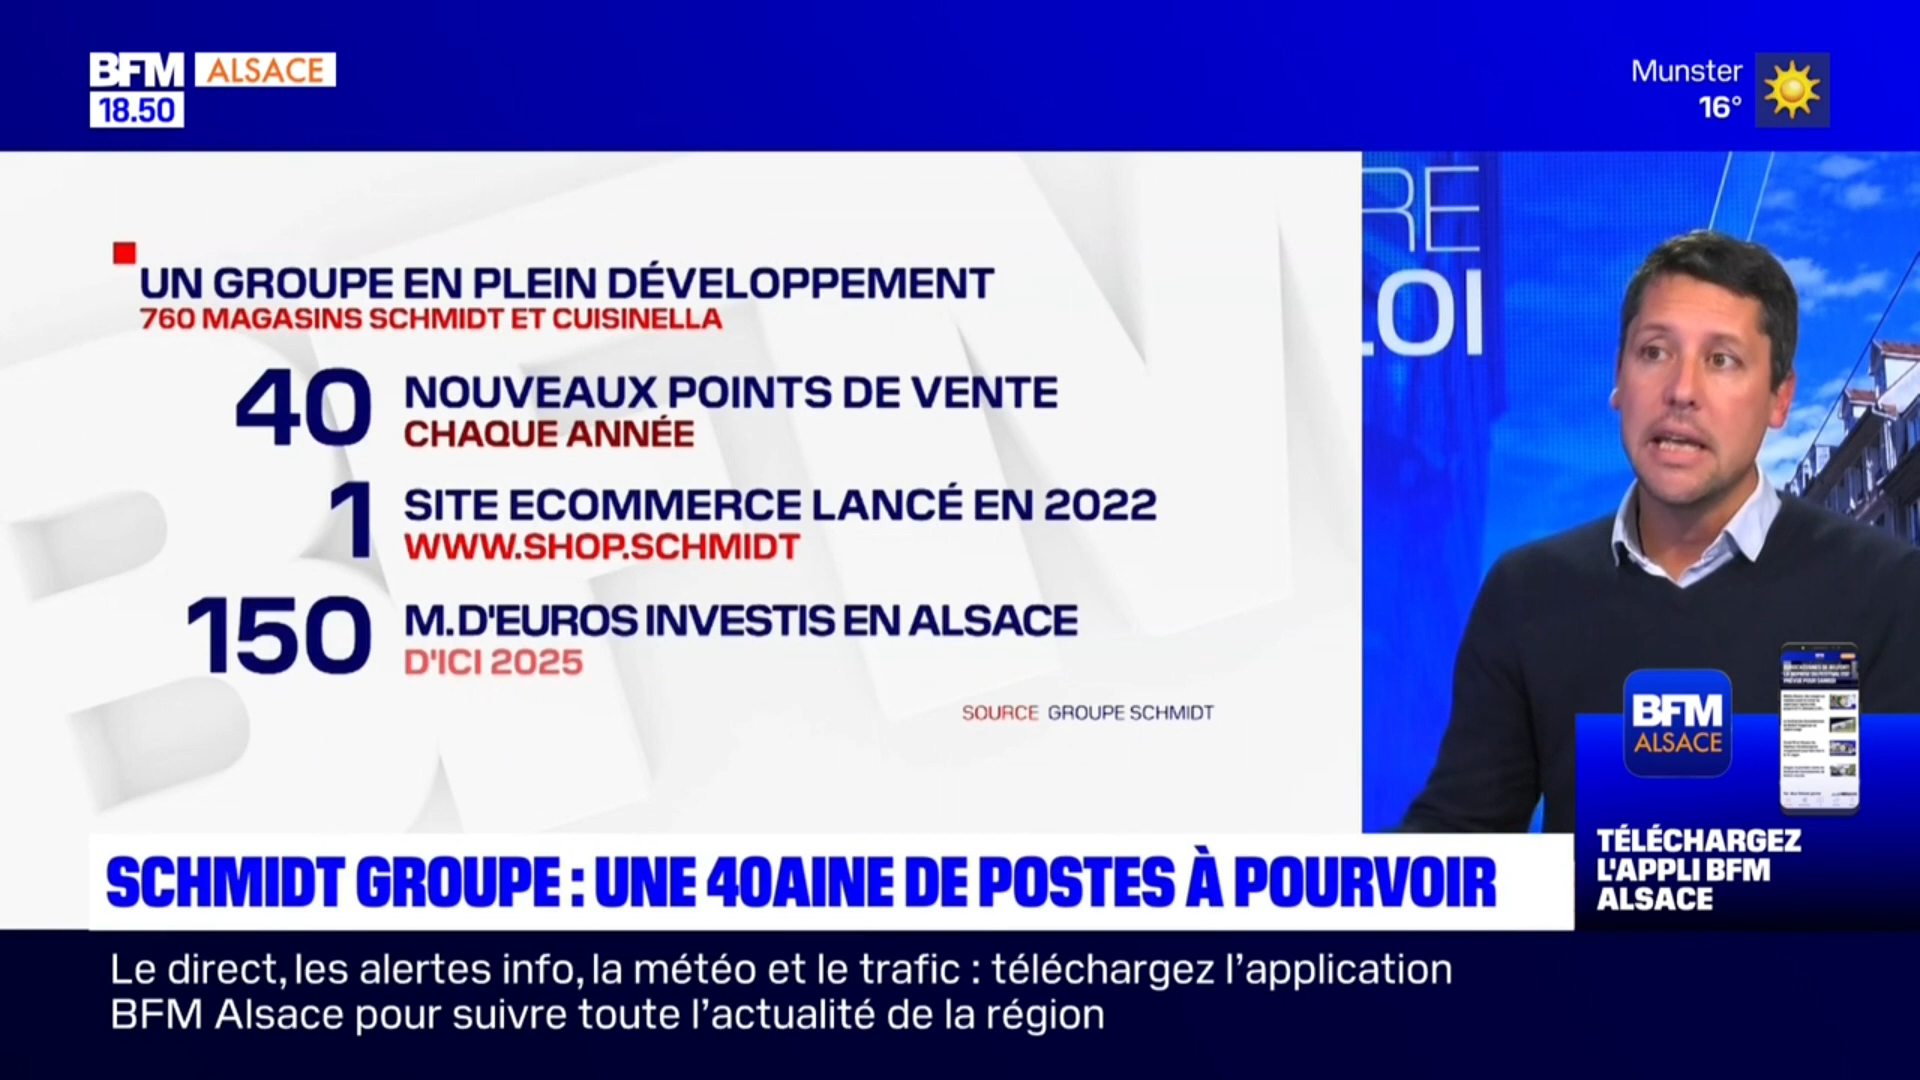 BFM ALSACE
18.50
Munster
16°
RE
LOI
UN GROUPE EN PLEIN DÉVELOPPEMENT
760 MAGASINS SCHMIDT ET CUISINELLA
40 NOUVEAUX POINTS DE VENTE
CHAQUE ANNÉE
1 SITE ECOMMERCE LANCÉ EN 2022
WWW.SHOP.SCHMIDT
150 M.D'EUROS INVESTIS EN ALSACE
D'ICI 2025
SOURCE GROUPE SCHMIDT
BFM
ALSACE
TÉLÉCHARGEZ
L'APPLI BFM
ALSACE
SCHMIDT GROUPE : UNE 40AINE DE POSTES À POURVOIR
Le direct, les alertes info, la météo et le trafic : téléchargez l’application
BFM Alsace pour suivre toute l’actualité de la région